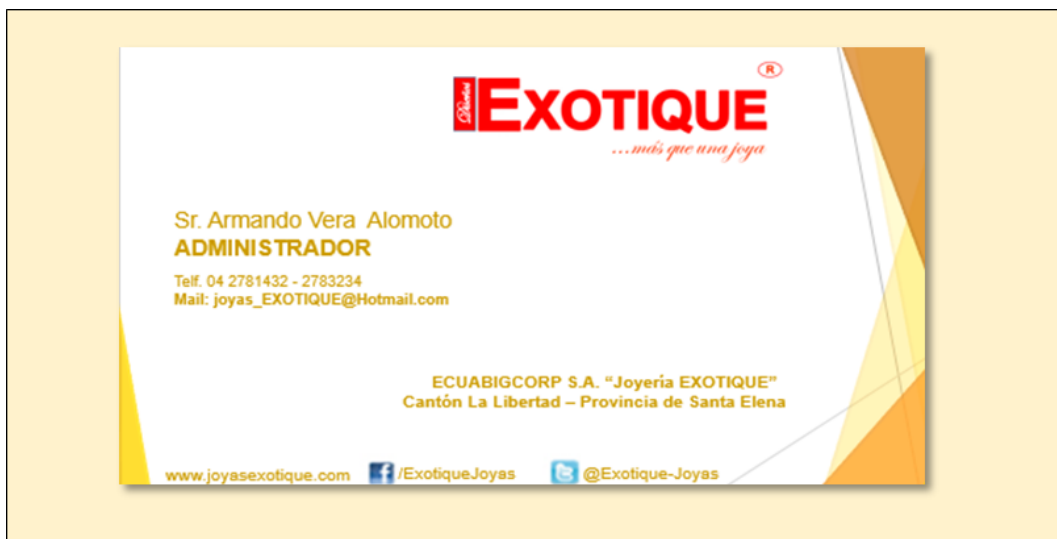 ®
EXOTIQUE
...más que una joya
Sr. Armando Vera Alomoto
ADMINISTRADOR
Telf. 04 2781432 - 2783234
Mail: joyas_EXOTIQUE@Hotmail.com
ECUABIGCORP S.A. “Joyería EXOTIQUE”
Cantón La Libertad – Provincia de Santa Elena
www.joyasexotique.com /ExotiqueJoyas @Exotique-Joyas